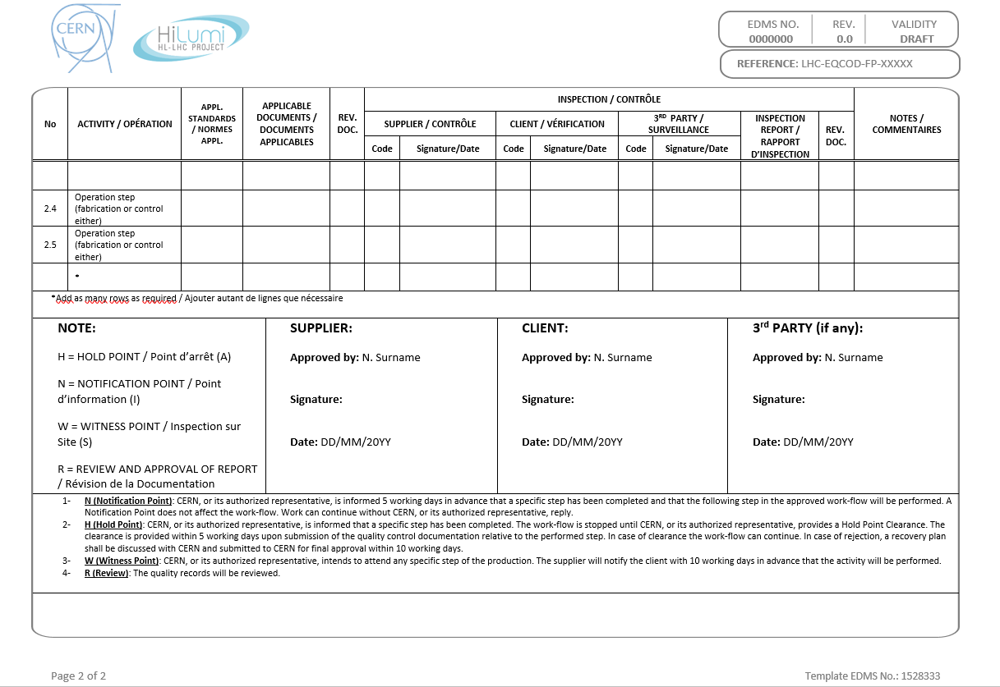 CERN
HiLumi
HL-LHC PROJECT
EDMS NO. REV. VALIDITY
0000000 0.0 DRAFT
REFERENCE: LHC-EQCOD-FP-XXXXX
No
ACTIVITY / OPÉRATION
APPL.
STANDARDS
/ NORMES
APPL.
APPLICABLE
DOCUMENTS /
DOCUMENTS
APPLICABLES
REV.
DOC.
INSPECTION / CONTRÔLE
SUPPLIER / CONTRÔLE
CLIENT / VÉRIFICATION
3RD PARTY /
SURVEILLANCE
INSPECTION
REPORT /
RAPPORT
D'INSPECTION
REV.
DOC.
NOTES /
COMMENTAIRES
Code Signature/Date Code Signature/Date Code Signature/Date
2.4
Operation step
(fabrication or control
either)
2.5
Operation step
(fabrication or control
either)
*
*Add as many rows as required / Ajouter autant de lignes que nécessaire
NOTE:
H = HOLD POINT / Point d'arrêt (A)
N = NOTIFICATION POINT / Point
d'information (I)
W = WITNESS POINT / Inspection sur
Site (S)
R = REVIEW AND APPROVAL OF REPORT
/ Révision de la Documentation
SUPPLIER:
Approved by: N. Surname
Signature:
Date: DD/MM/20YY
CLIENT:
Approved by: N. Surname
Signature:
Date: DD/MM/20YY
3rd PARTY (if any):
Approved by: N. Surname
Signature:
Date: DD/MM/20YY
1- N (Notification Point): CERN, or its authorized representative, is informed 5 working days in advance that a specific step has been completed and that the following step in the approved work-flow will be performed. A
Notification Point does not affect the work-flow. Work can continue without CERN, or its authorized representative, reply.
2- H (Hold Point): CERN, or its authorized representative, is informed that a specific step has been completed. The work-flow is stopped until CERN, or its authorized representative, provides a Hold Point Clearance. The
clearance is provided within 5 working days upon submission of the quality control documentation relative to the performed step. In case of clearance the work-flow can continue. In case of rejection, a recovery plan
shall be discussed with CERN and submitted to CERN for final approval within 10 working days.
3- W (Witness Point): CERN, or its authorized representative, intends to attend any specific step of the production. The supplier will notify the client with 10 working days in advance that the activity will be performed.
4- R (Review): The quality records will be reviewed.
Page 2 of 2
Template EDMS No.: 1528333